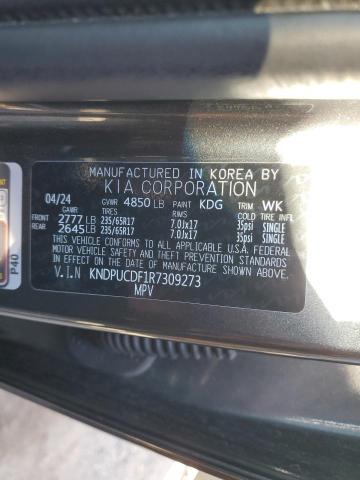 MANUFACTURED IN KOREA BY
KIA CORPORATION
04/24 GVWR 4850 LB PAINT KDG TRIM WK
TIRES RIMS COLD TIRE INFL
FRONT 2777 LB 235/65R17 7.0Jx17 35psi SINGLE
REAR 2645 LB 235/65R17 7.0Jx17 35psi SINGLE
THIS VEHICLE CONFORMS TO ALL APPLICABLE U.S.A. FEDERAL
MOTOR VEHICLE SAFETY BUMPER, AND THEFT PREVENTION STANDARDS
IN EFFECT ON THE DATE OF MANUFACTURE SHOWN ABOVE.
V.I.N KNDPUCDF1R7309273
MPV
P40